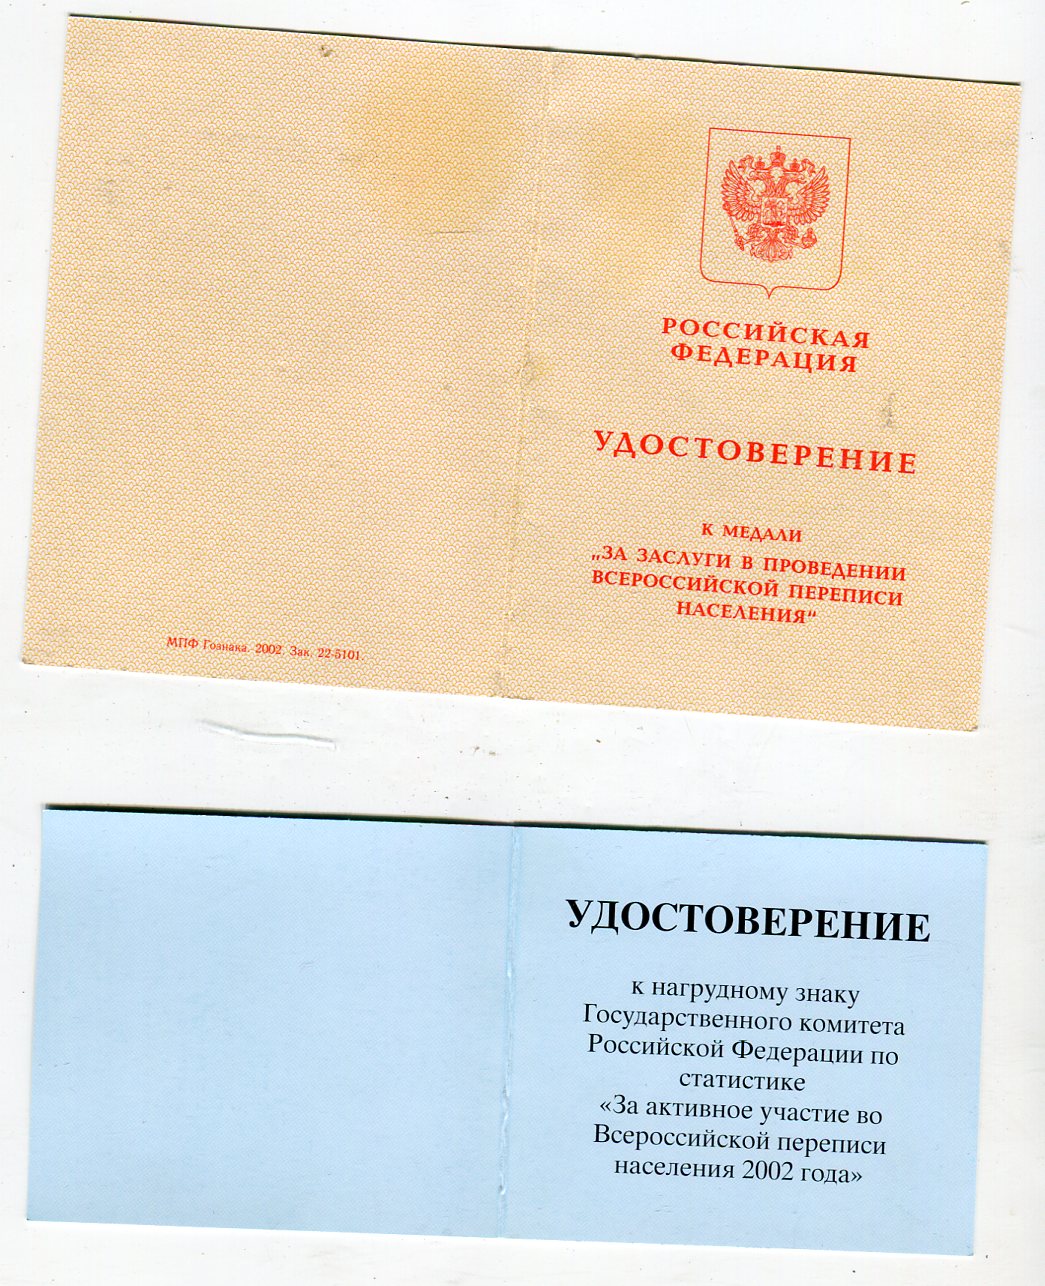 РОССИЙСКАЯ
ФЕДЕРАЦИЯ
УДОСТОВЕРЕНИЕ
К МЕДАЛИ
„ЗА ЗАСЛУГИ В ПРОВЕДЕНИИ
ВСЕРОССИЙСКОЙ ПЕРЕПИСИ
НАСЕЛЕНИЯ“
МПФ Гознака. 2002. Зак. 22-5101.
УДОСТОВЕРЕНИЕ
к нагрудному знаку
Государственного комитета
Российской Федерации по
статистике
«За активное участие во
Всероссийской переписи
населения 2002 года»